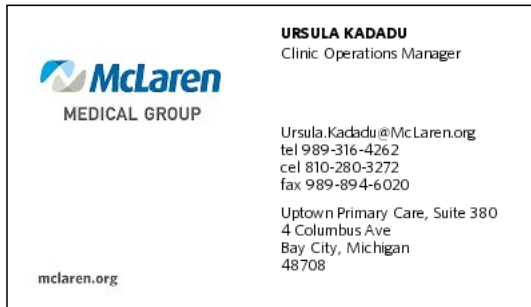 McLaren
MEDICAL GROUP
mclaren.org
URSULA KADADU
Clinic Operations Manager
Ursula.Kadadu@McLaren.org
tel 989-316-4262
cel 810-280-3272
fax 989-894-6020
Uptown Primary Care, Suite 380
4 Columbus Ave
Bay City, Michigan
48708